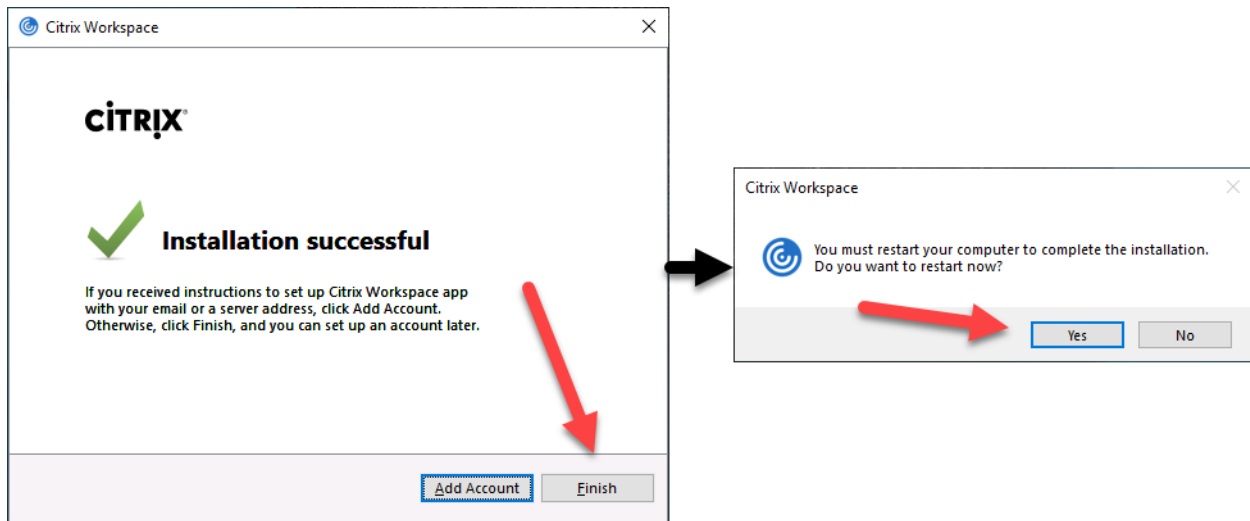 Citrix Workspace
CİTRIX®
Installation successful
If you received instructions to set up Citrix Workspace app
with your email or a server address, click Add Account.
Otherwise, click Finish, and you can set up an account later.
Add Account
Finish
Citrix Workspace
You must restart your computer to complete the installation.
Do you want to restart now?
Yes
No